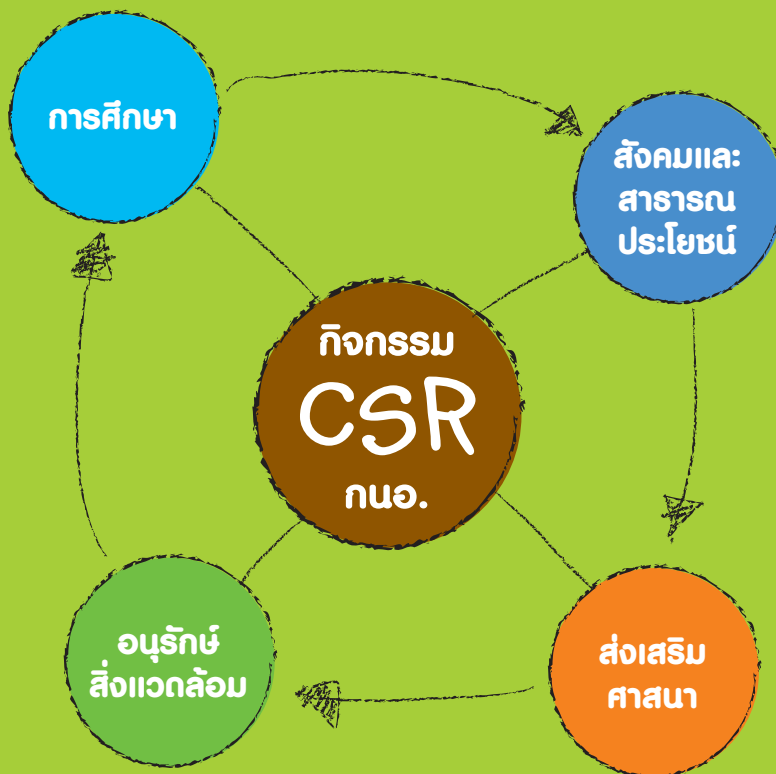 การศึกษา
สังคมและ
สาธารณ
ประโยชน์
กิจกรรม
CSR
กนอ.
อนุรักษ์
สิ่งแวดล้อม
ส่งเสริม
ศาสนา